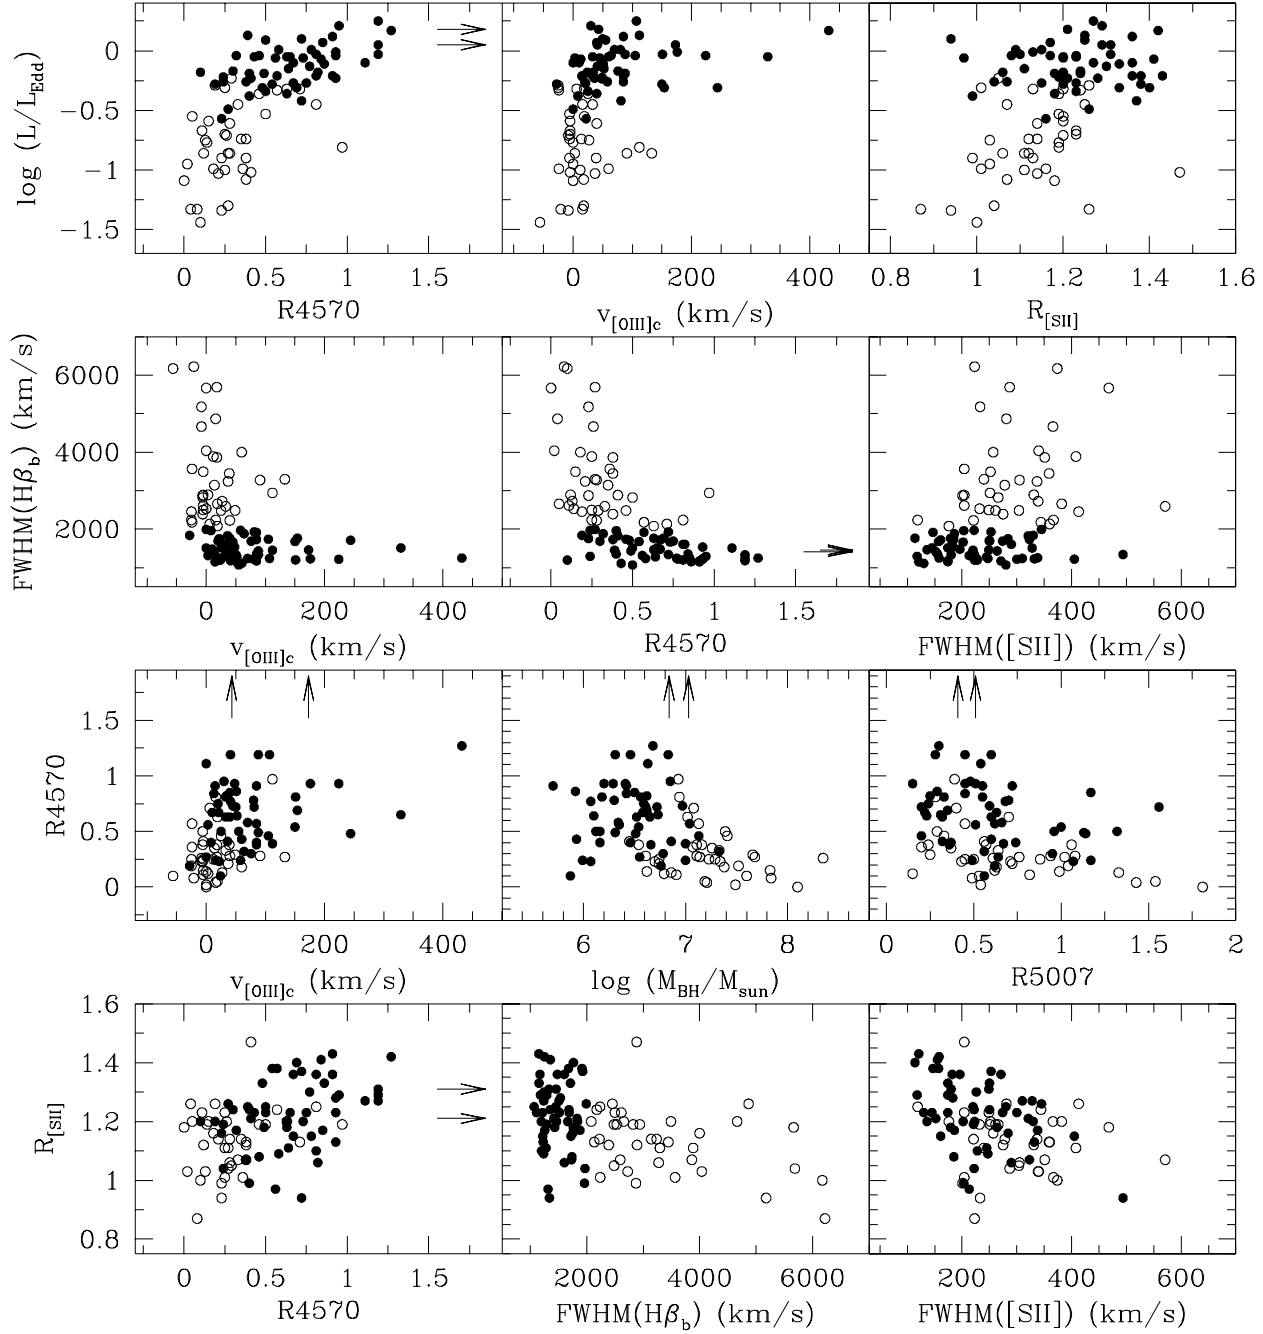 log (L/L_Edd)
0
−0.5
−1
−1.5
0 0.5 1 1.5
R4570
0 200 400
v_[OIII]c (km/s)
0.8 1 1.2 1.4 1.6
R_[SII]
FWHM(Hβ_b) (km/s)
6000
4000
2000
0 200 400
v_[OIII]c (km/s)
0 0.5 1 1.5
R4570
200 400 600
FWHM([SII]) (km/s)
R4570
1.5
1
0.5
0
0 200 400
v_[OIII]c (km/s)
6 7 8
log (M_BH/M_sun)
0 0.5 1 1.5 2
R5007
R_[SII]
1.6
1.4
1.2
1
0.8
0 0.5 1 1.5
R4570
2000 4000 6000
FWHM(Hβ_b) (km/s)
200 400 600
FWHM([SII]) (km/s)